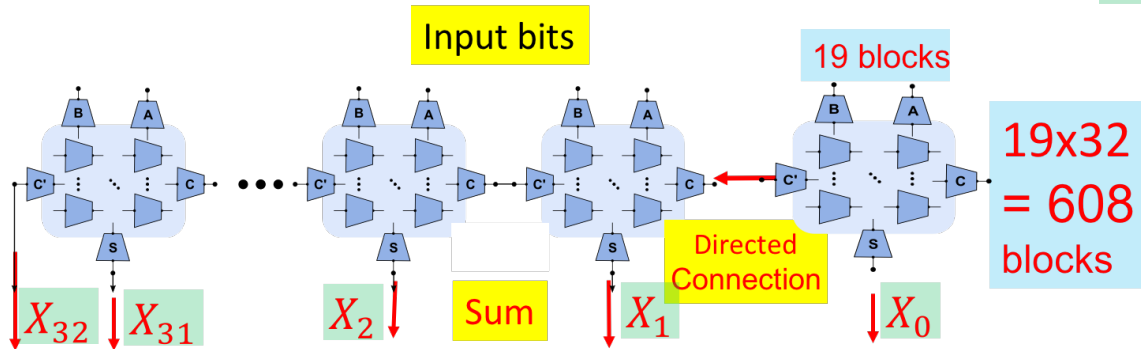 Input bits
19 blocks
B A B A B A B A
C' C C' C C' C C' C
S S S S
19x32
= 608
blocks
Directed
Connection
Sum
X₃₂ X₃₁ X₂ X₁ X₀